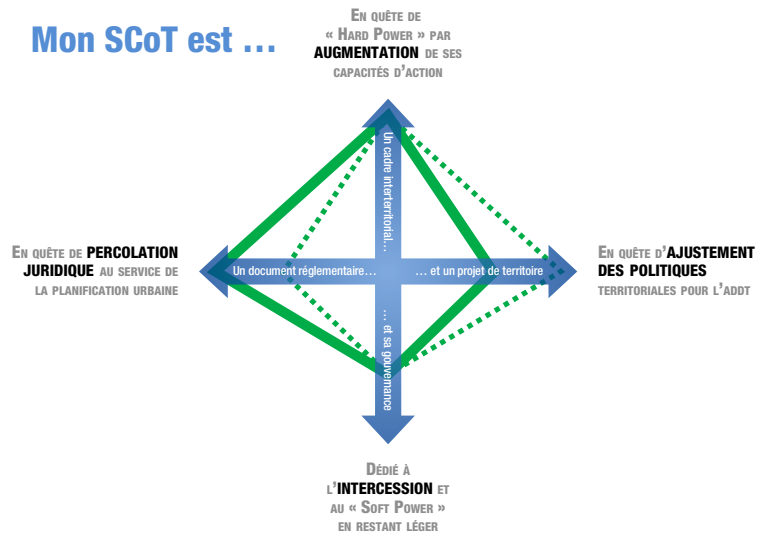 Mon SCoT est …
En quête de
« Hard Power » par
augmentation de ses
capacités d'action
Un cadre interterritorial…
En quête de percolation
juridique au service de
la planification urbaine
Un document réglementaire…
… et un projet de territoire
En quête d'ajustement
des politiques
territoriales pour l'ADDT
… et sa gouvernance
Dédié à
l'intercession et
au « Soft Power »
en restant léger